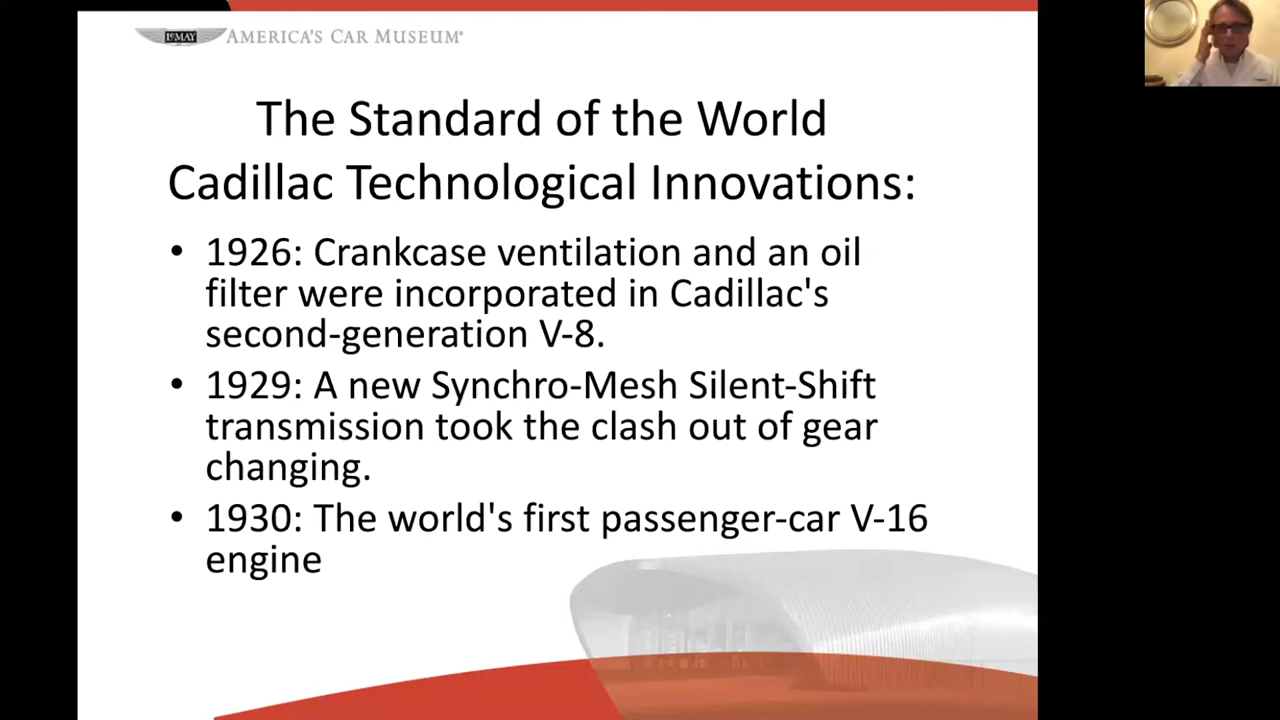 LeMAY AMERICA'S CAR MUSEUM®
The Standard of the World
Cadillac Technological Innovations:
• 1926: Crankcase ventilation and an oil
filter were incorporated in Cadillac's
second-generation V-8.
• 1929: A new Synchro-Mesh Silent-Shift
transmission took the clash out of gear
changing.
• 1930: The world's first passenger-car V-16
engine